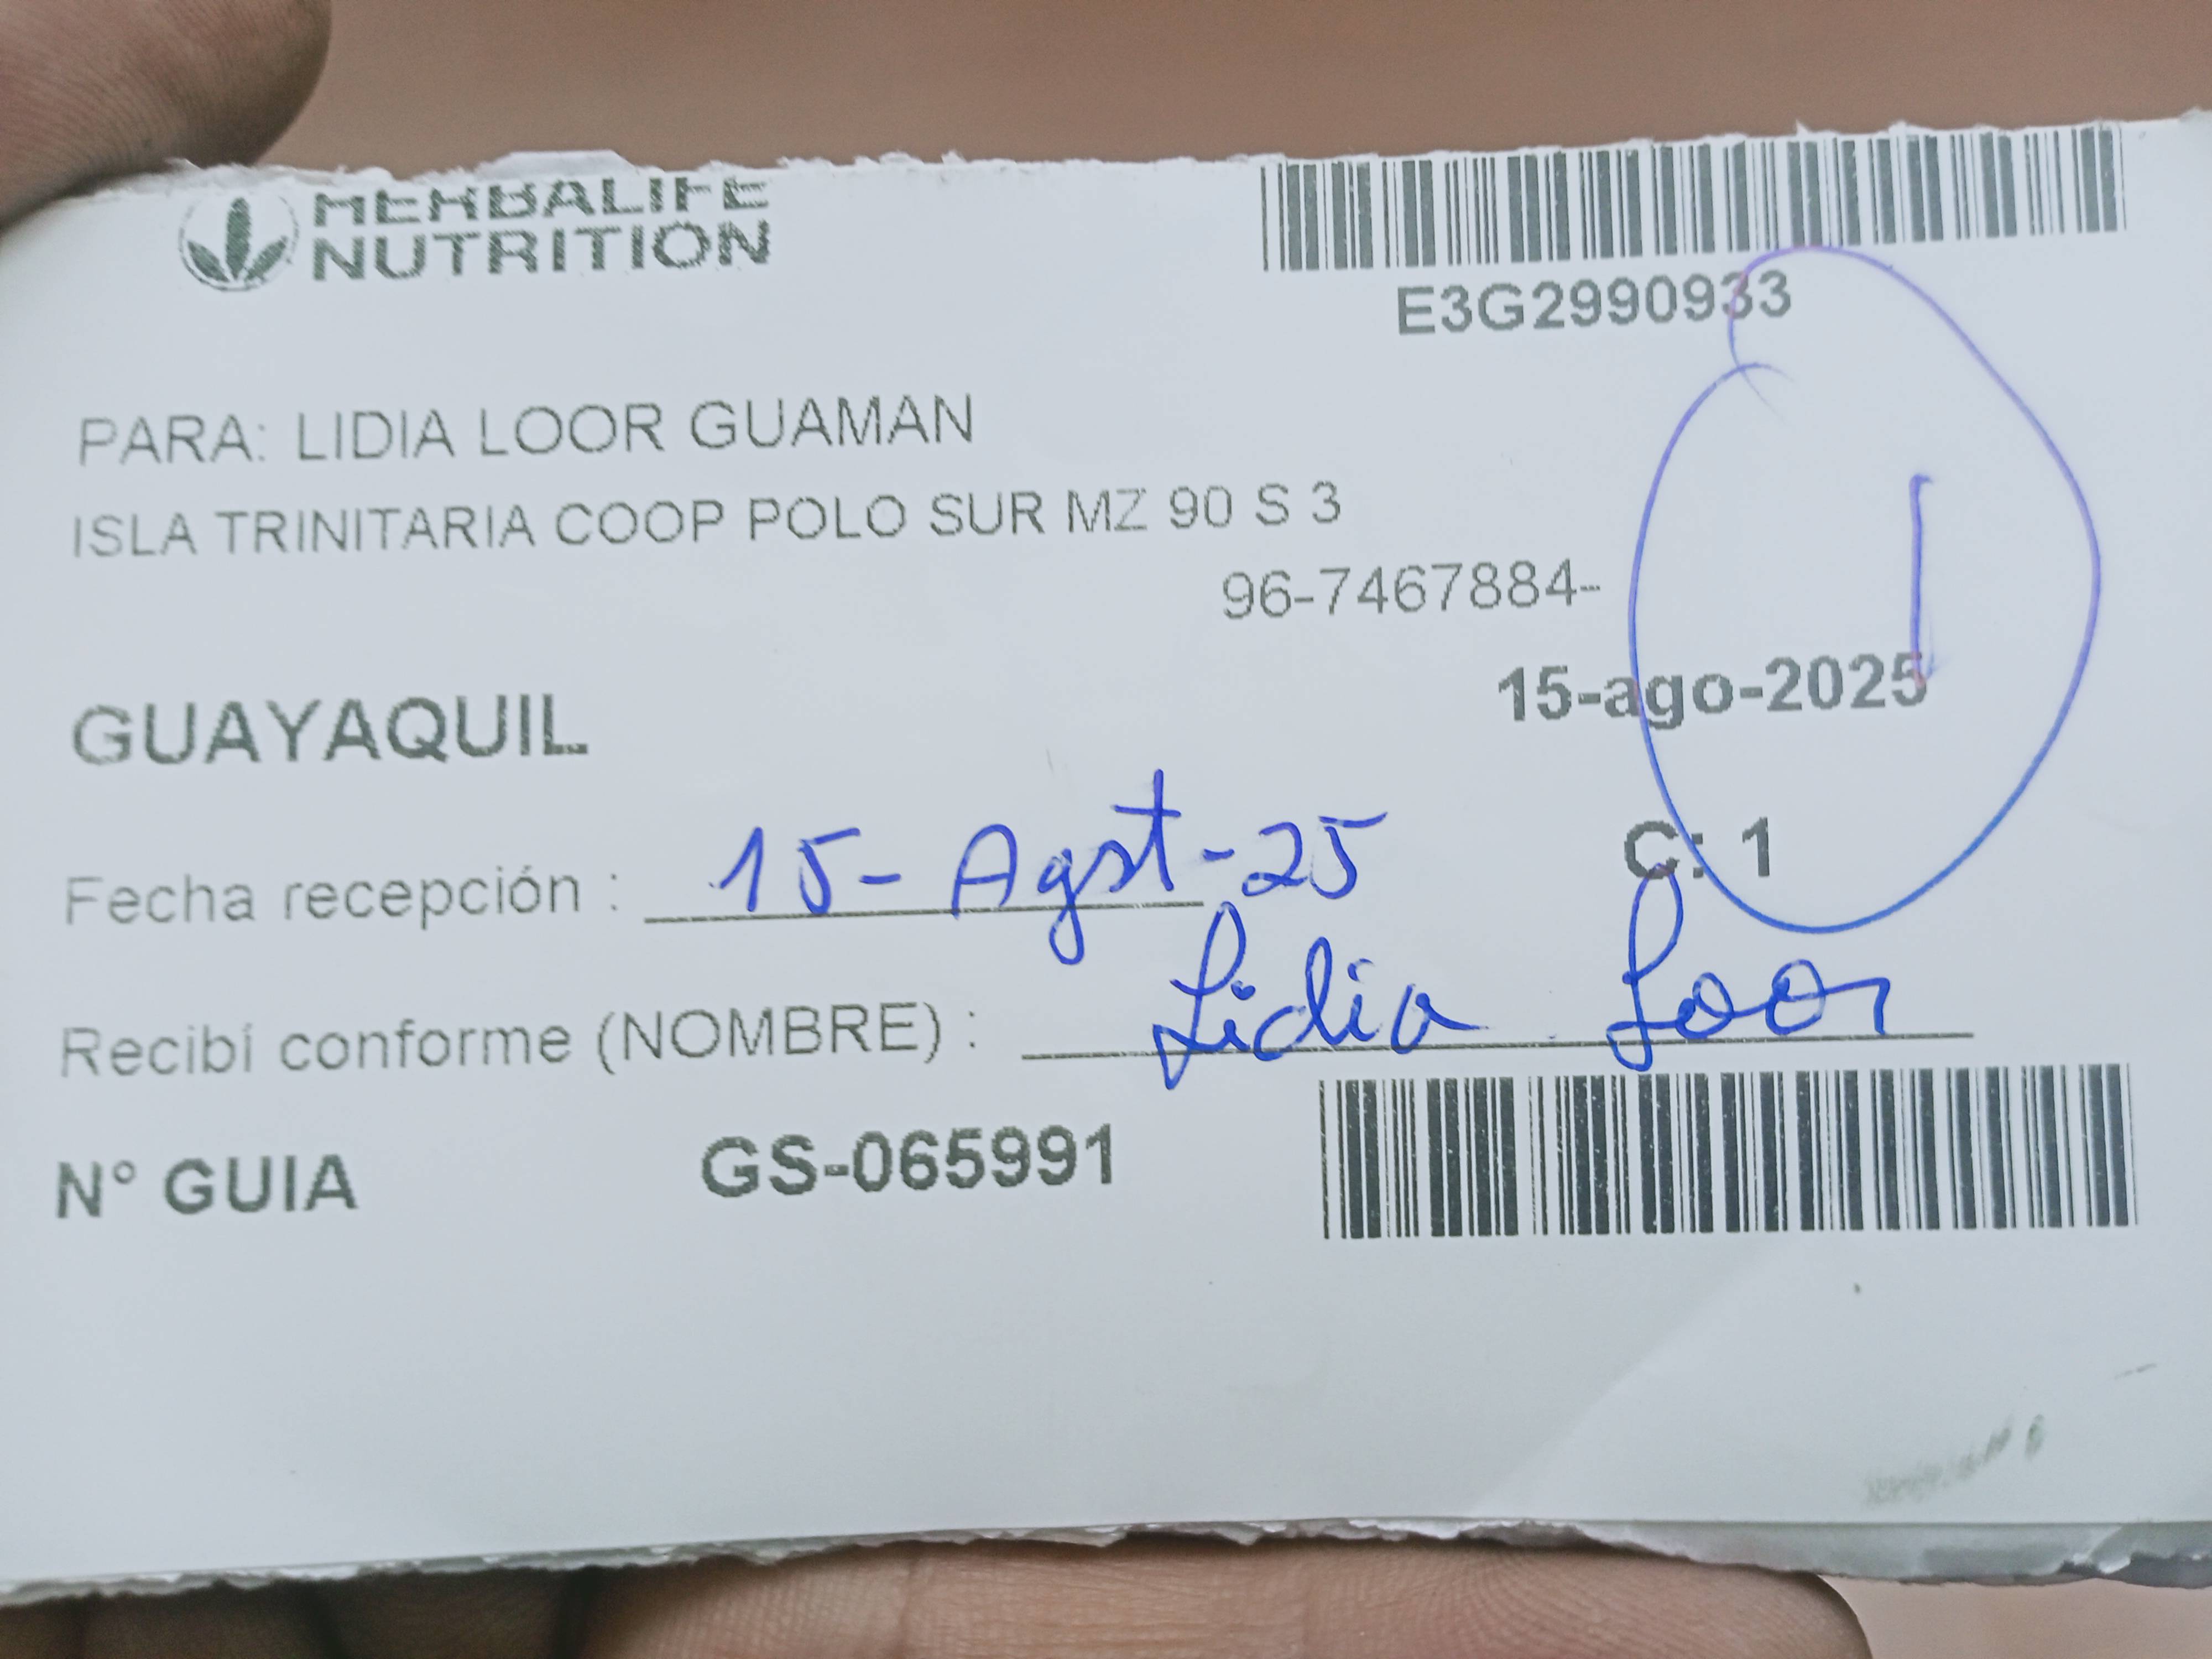 HERBALIFE
NUTRITION
E3G2990933
PARA: LIDIA LOOR GUAMAN
ISLA TRINITARIA COOP POLO SUR MZ 90 S 3
96-7467884-
15-ago-2025
GUAYAQUIL
C: 1
Fecha recepción : 15-Agst-25
Recibí conforme (NOMBRE) : Lidia Loor
N° GUIA GS-065991